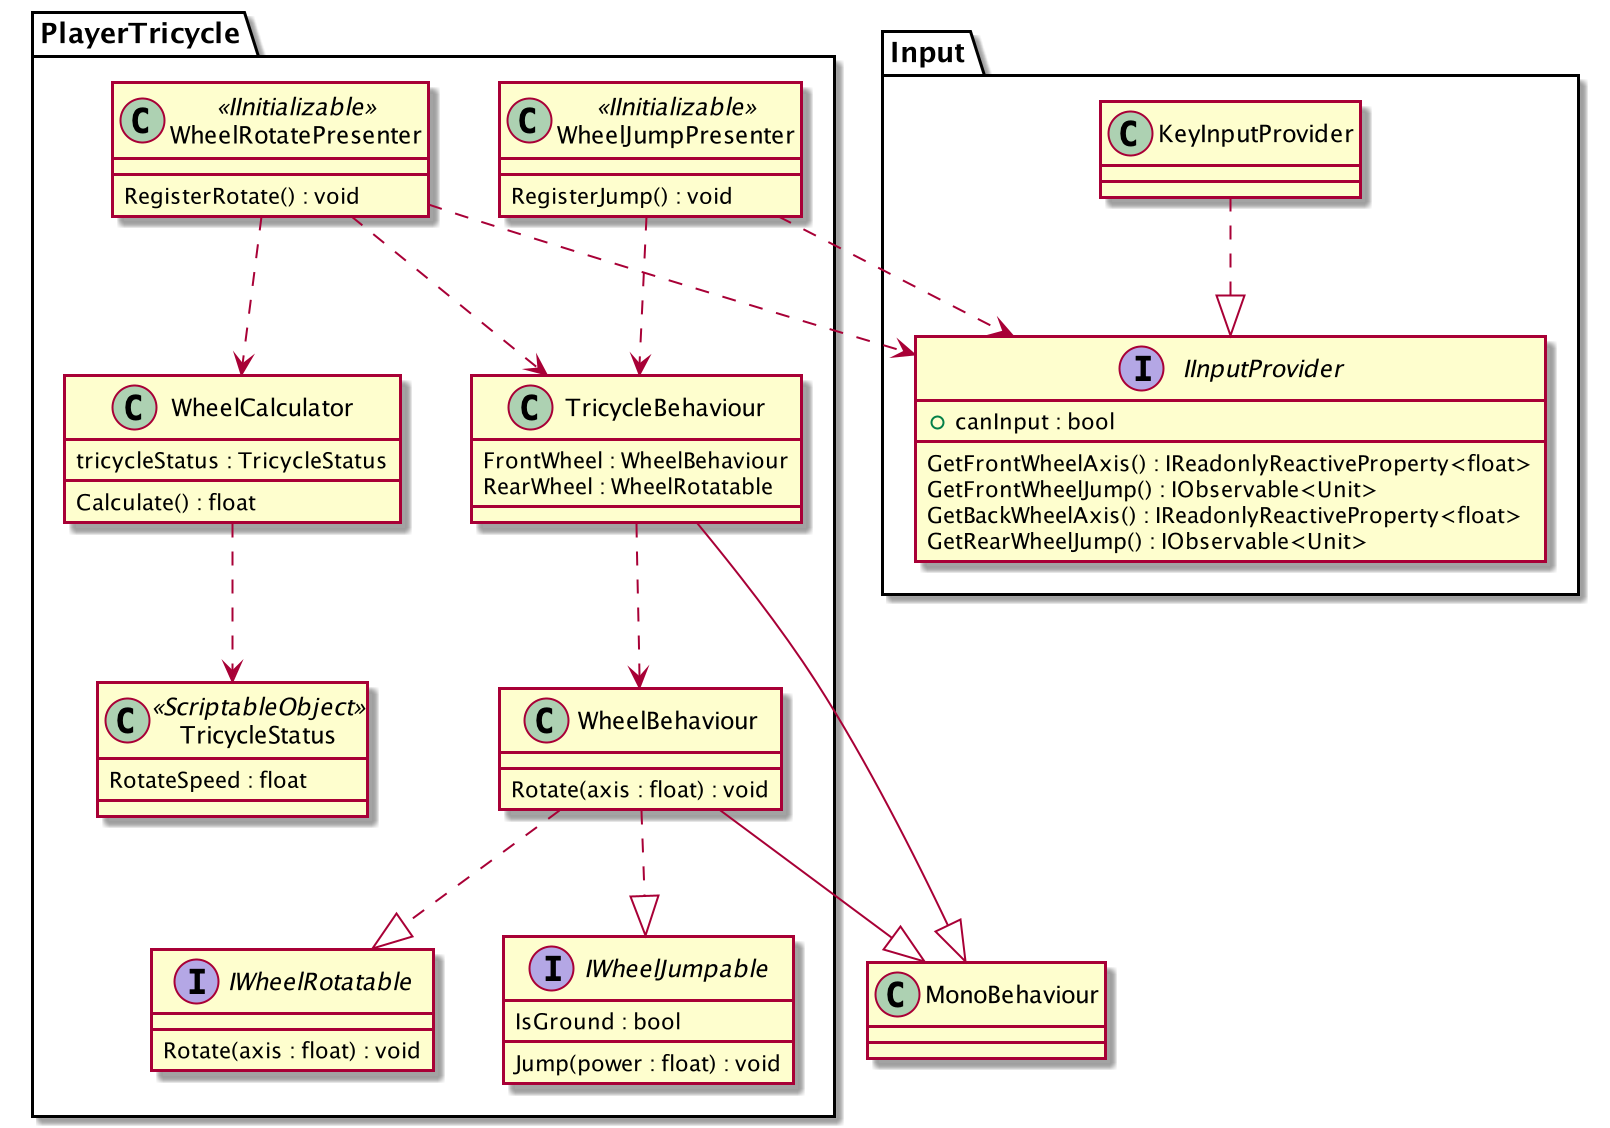 PlayerTricycle
C
«IInitializable»
WheelRotatePresenter
RegisterRotate() : void
C
«IInitializable»
WheelJumpPresenter
RegisterJump() : void
Input
C
KeyInputProvider
I
IInputProvider
canInput : bool
GetFrontWheelAxis() : IReadonlyReactiveProperty<float>
GetFrontWheelJump() : IObservable<Unit>
GetBackWheelAxis() : IReadonlyReactiveProperty<float>
GetRearWheelJump() : IObservable<Unit>
C
WheelCalculator
tricycleStatus : TricycleStatus
Calculate() : float
C
TricycleBehaviour
FrontWheel : WheelBehaviour
RearWheel : WheelRotatable
C
«ScriptableObject»
TricycleStatus
RotateSpeed : float
C
WheelBehaviour
Rotate(axis : float) : void
I
IWheelRotatable
Rotate(axis : float) : void
I
IWheelJumpable
IsGround : bool
Jump(power : float) : void
C
MonoBehaviour